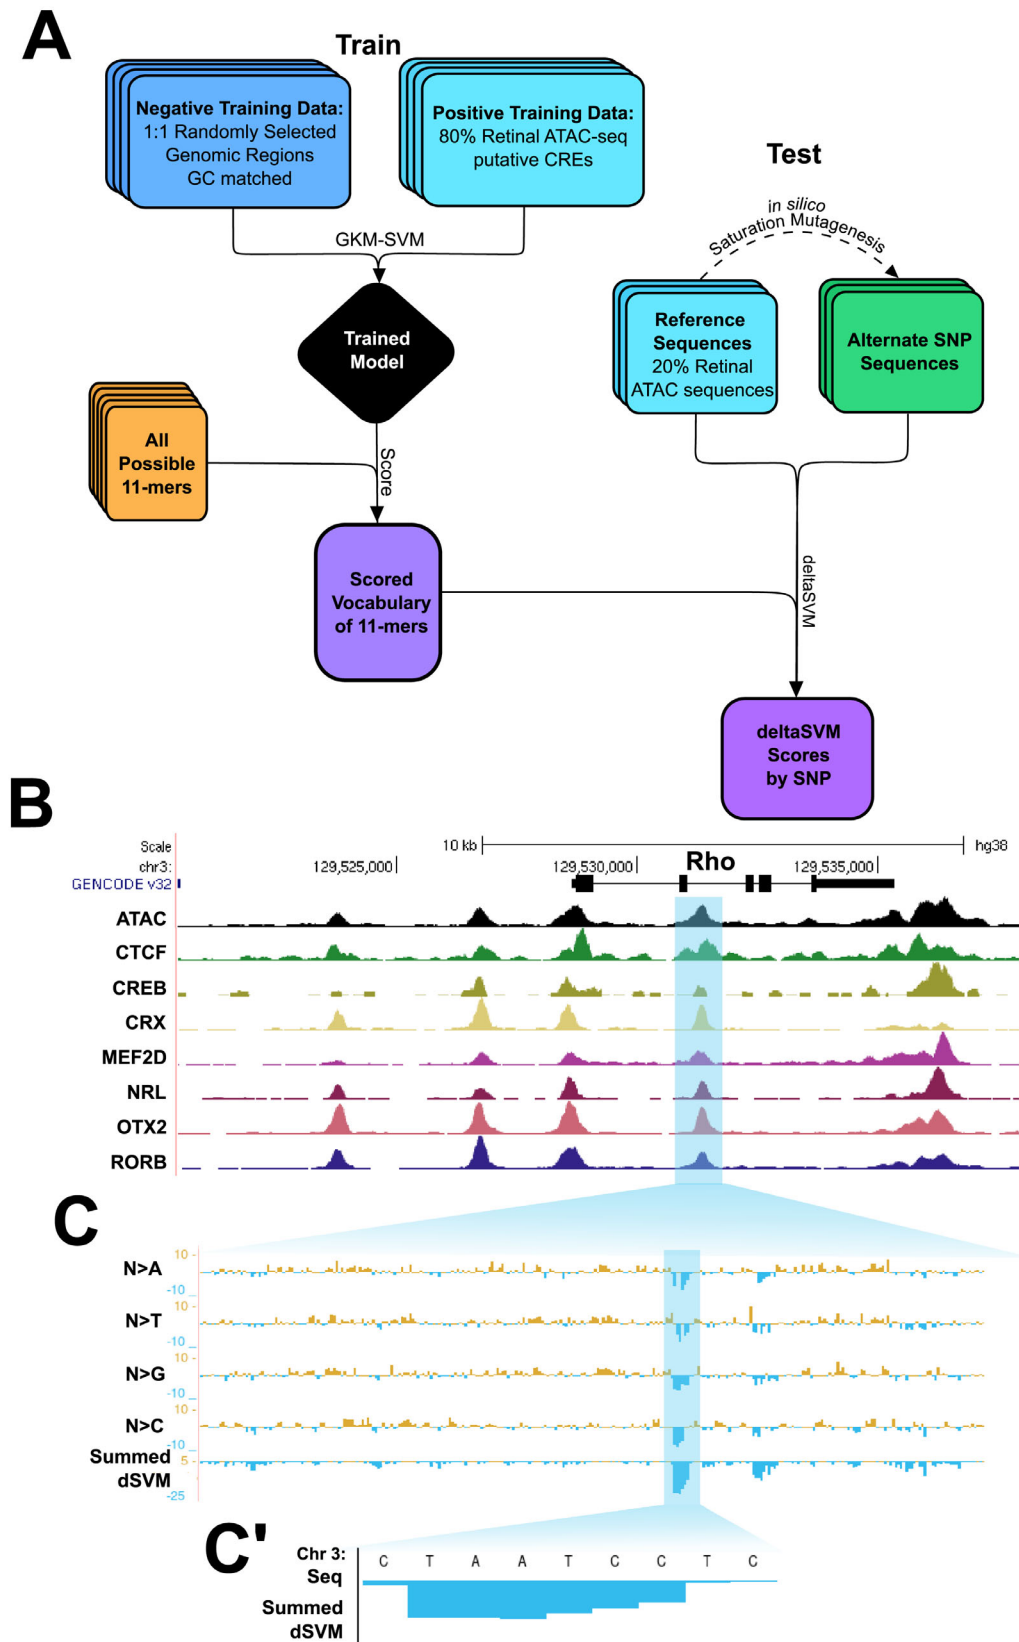 A
Train
Negative Training Data:
1:1 Randomly Selected
Genomic Regions
GC matched
Positive Training Data:
80% Retinal ATAC-seq
putative CREs
GKM-SVM
Trained
Model
All
Possible
11-mers
Score
Scored
Vocabulary
of 11-mers
Test
in silico
Saturation Mutagenesis
Reference
Sequences
20% Retinal
ATAC sequences
Alternate SNP
Sequences
deltaSVM
deltaSVM
Scores
by SNP
B
Scale 10 kb hg38
chr3: 129,525,000 129,530,000 129,535,000
Rho
GENCODE v32
ATAC
CTCF
CREB
CRX
MEF2D
NRL
OTX2
RORB
C
10 -
N>A
-10 _
10 -
N>T
-10 _
10 -
N>G
-10 _
10 -
N>C
-10 _
Summed 5 -
dSVM
-25
C'
Chr 3: C T A A T C C T C
Seq
Summed
dSVM